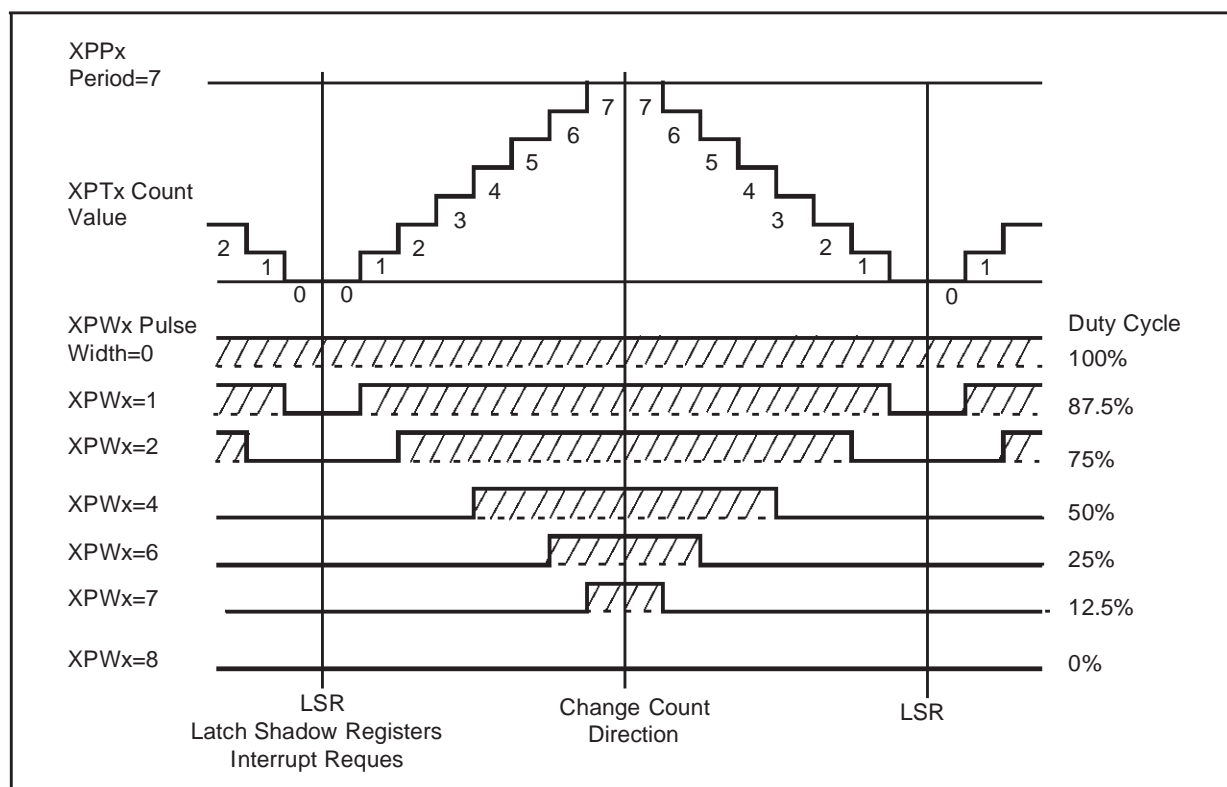 XPPx
Period=7
7 7
6 6
5 5
4 4
3 3
XPTx Count
Value
2 2 2
1 1 1 1
0 0 0
XPWx Pulse
Width=0
Duty Cycle
100%
XPWx=1
87.5%
XPWx=2
75%
XPWx=4
50%
XPWx=6
25%
XPWx=7
12.5%
XPWx=8
0%
LSR
Latch Shadow Registers
Interrupt Reques
Change Count
Direction
LSR